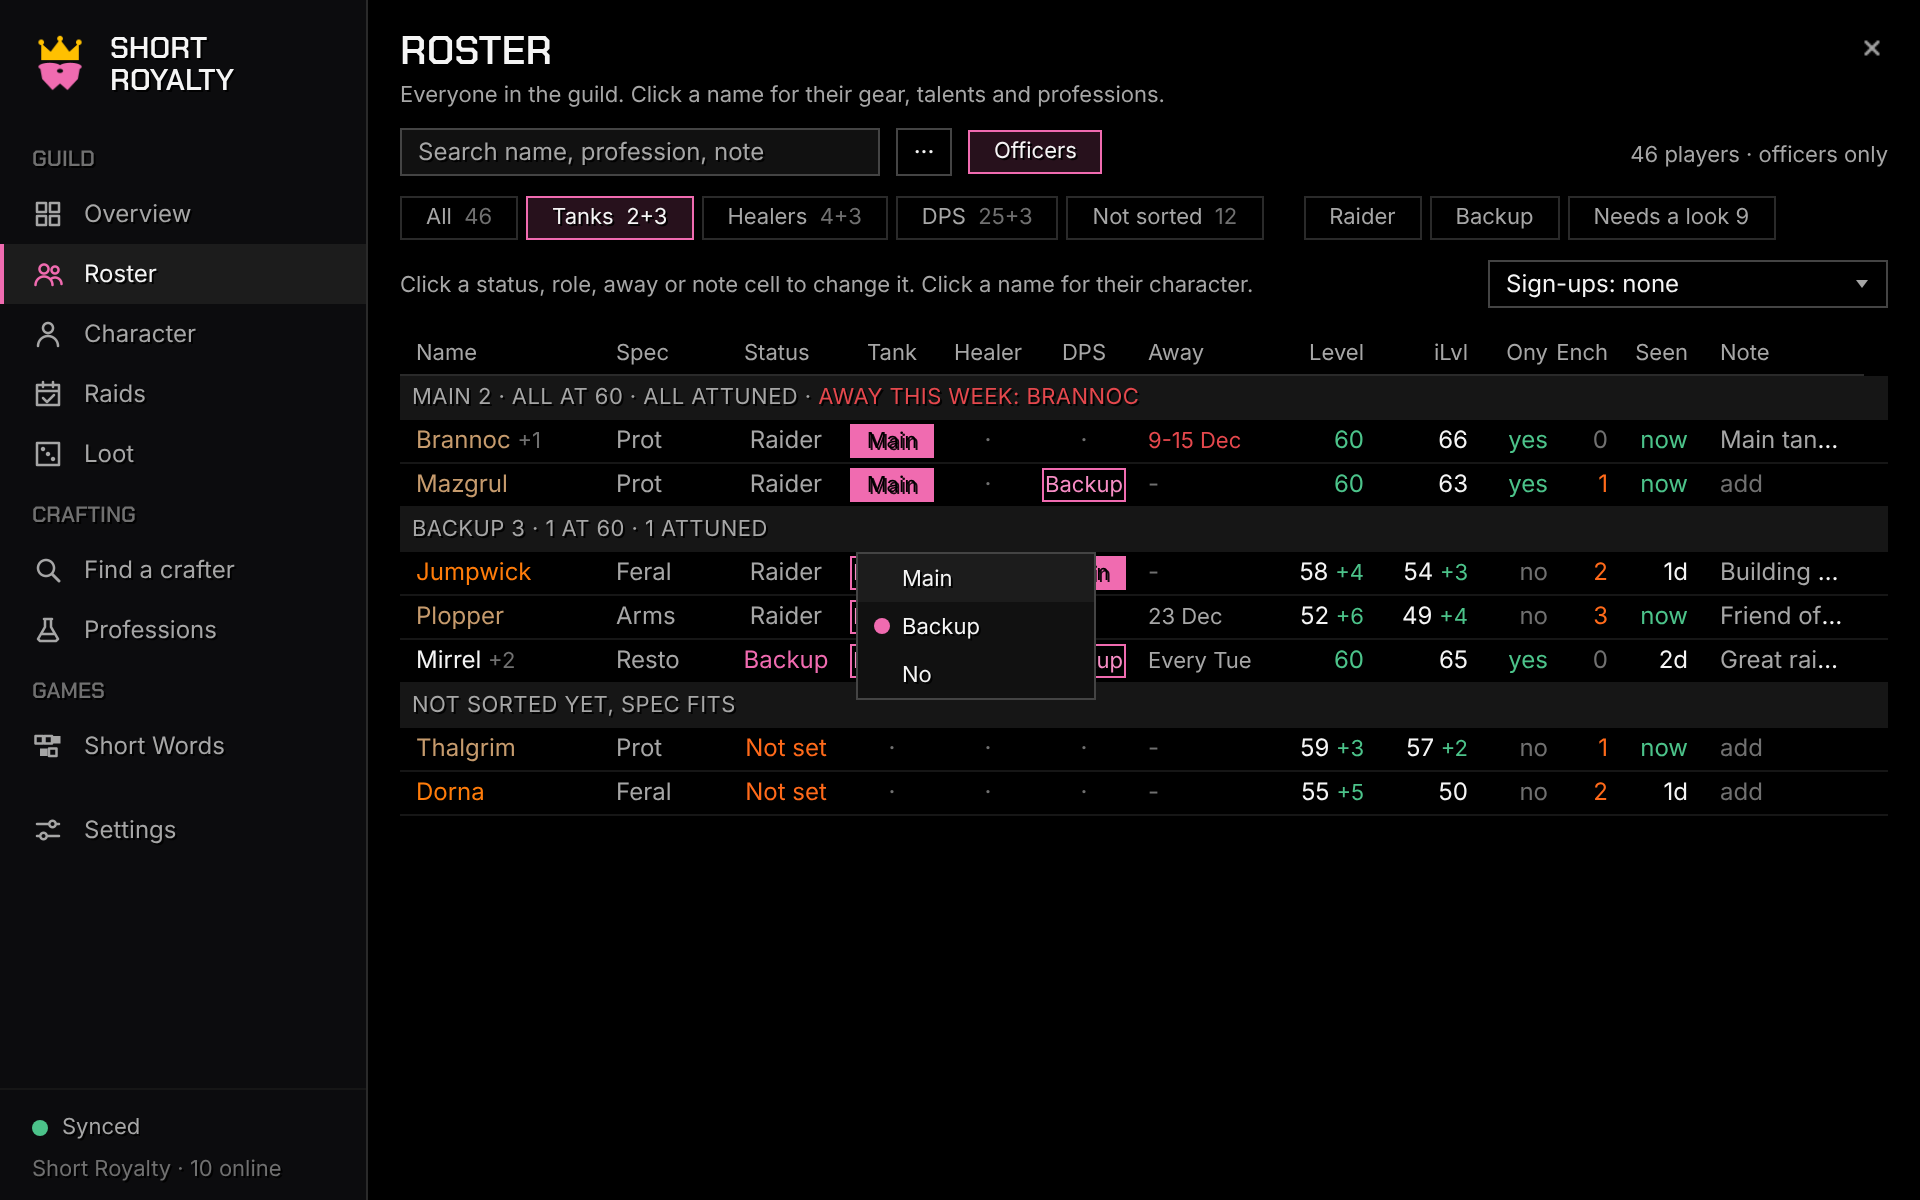 SHORT
ROYALTY
GUILD
Overview
Roster
Character
Raids
Loot
CRAFTING
Find a crafter
Professions
GAMES
Short Words
Settings
Synced
Short Royalty · 10 online
ROSTER
Everyone in the guild. Click a name for their gear, talents and professions.
Search name, profession, note ... Officers 46 players · officers only
All 46 Tanks 2+3 Healers 4+3 DPS 25+3 Not sorted 12 Raider Backup Needs a look 9
Click a status, role, away or note cell to change it. Click a name for their character. Sign-ups: none
Name Spec Status Tank Healer DPS Away Level iLvl Ony Ench Seen Note
MAIN 2 · ALL AT 60 · ALL ATTUNED · AWAY THIS WEEK: BRANNOC
Brannoc +1 Prot Raider Main · · 9-15 Dec 60 66 yes 0 now Main tan...
Mazgrul Prot Raider Main · Backup - 60 63 yes 1 now add
BACKUP 3 · 1 AT 60 · 1 ATTUNED
Jumpwick Feral Raider - 58 +4 54 +3 no 2 1d Building ...
Plopper Arms Raider 23 Dec 52 +6 49 +4 no 3 now Friend of...
Mirrel +2 Resto Backup up Every Tue 60 65 yes 0 2d Great rai...
Main
Backup
No
NOT SORTED YET, SPEC FITS
Thalgrim Prot Not set · · · - 59 +3 57 +2 no 1 now add
Dorna Feral Not set · · · - 55 +5 50 no 2 1d add